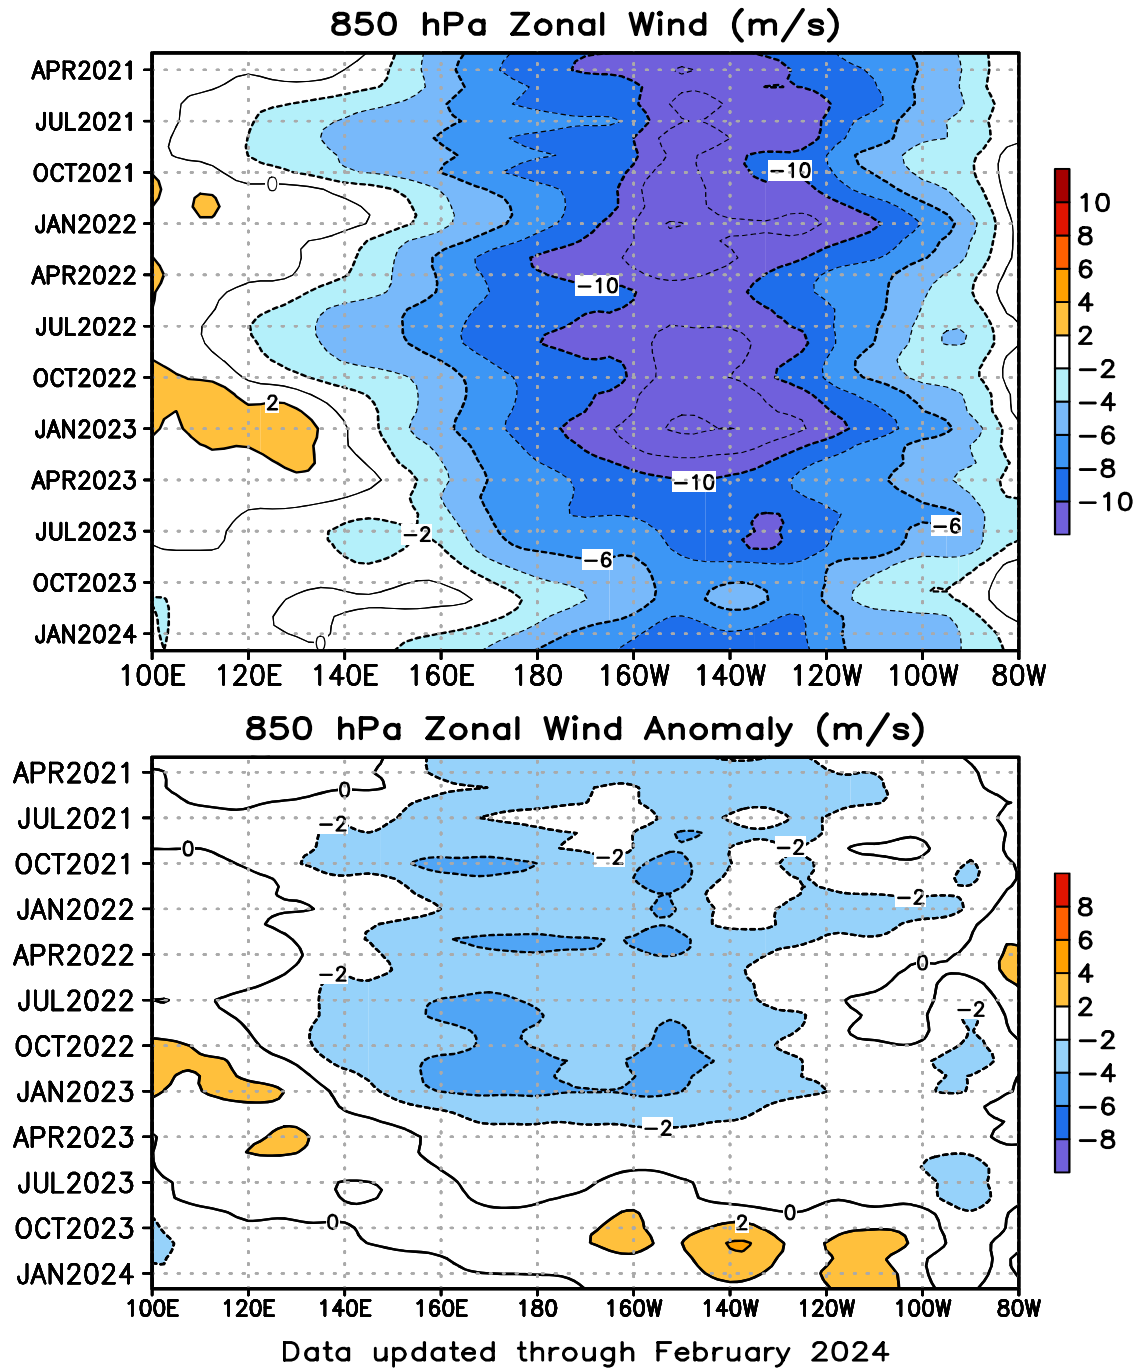 850 hPa Zonal Wind (m/s)
APR2021
JUL2021
OCT2021
JAN2022
APR2022
JUL2022
OCT2022
JAN2023
APR2023
JUL2023
OCT2023
JAN2024
0
-10
-10
2
-10
-2
-6
-6
0
100E 120E 140E 160E 180 160W 140W 120W 100W 80W
10
8
6
4
2
-2
-4
-6
-8
-10
850 hPa Zonal Wind Anomaly (m/s)
APR2021
JUL2021
OCT2021
JAN2022
APR2022
JUL2022
OCT2022
JAN2023
APR2023
JUL2023
OCT2023
JAN2024
0
-2
0
-2
-2
-2
0
-2
-2
-2
0
0
2
100E 120E 140E 160E 180 160W 140W 120W 100W 80W
8
6
4
2
-2
-4
-6
-8
Data updated through February 2024